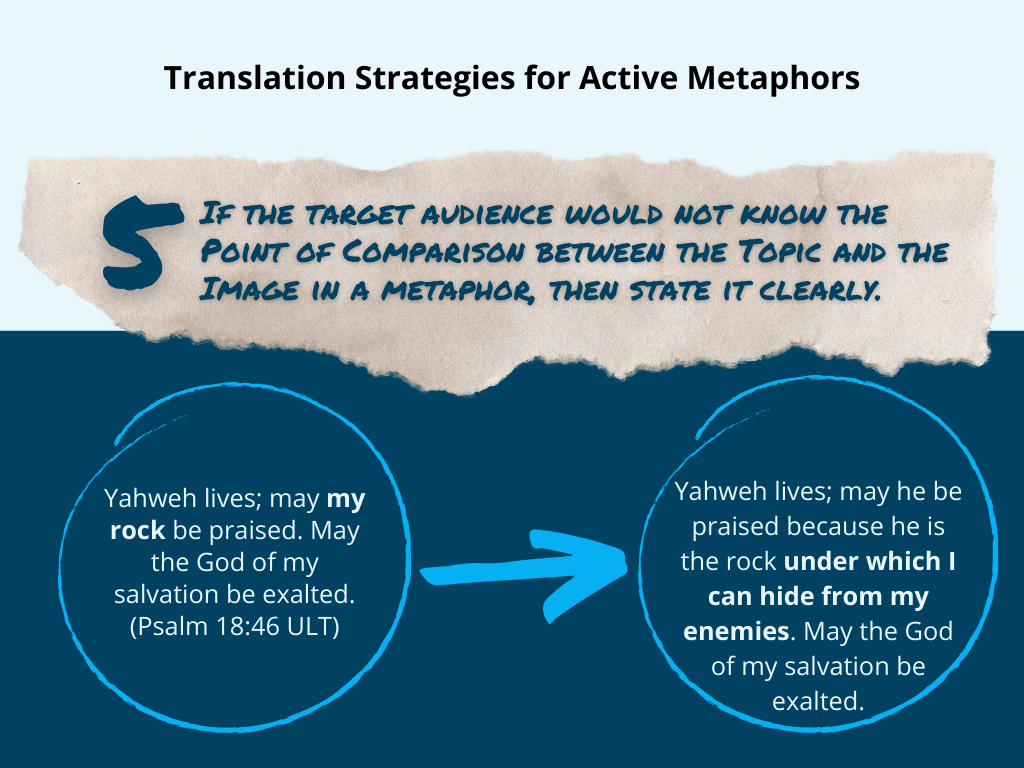 Translation Strategies for Active Metaphors
5
If the target audience would not know the
Point of Comparison between the Topic and the
Image in a metaphor, then state it clearly.
Yahweh lives; may my
rock be praised. May
the God of my
salvation be exalted.
(Psalm 18:46 ULT)
Yahweh lives; may he be
praised because he is
the rock under which I
can hide from my
enemies. May the God
of my salvation be
exalted.